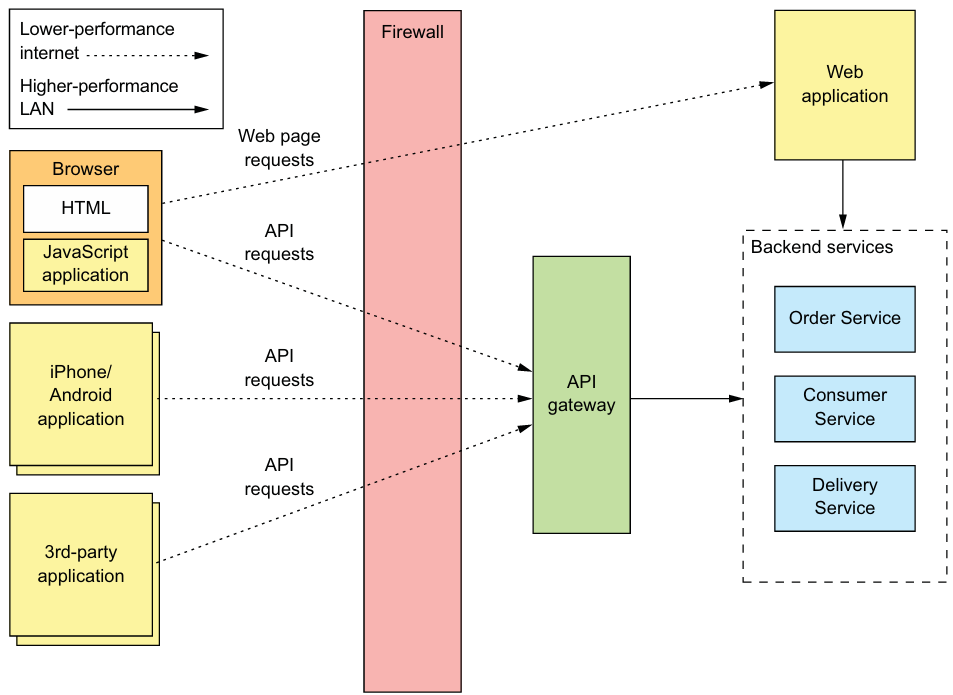 Lower-performance
internet
Higher-performance
LAN
Firewall
Web
application
Web page
requests
Browser
HTML
JavaScript
application
API
requests
Backend services
Order Service
iPhone/
Android
application
API
requests
API
gateway
Consumer
Service
API
requests
Delivery
Service
3rd-party
application